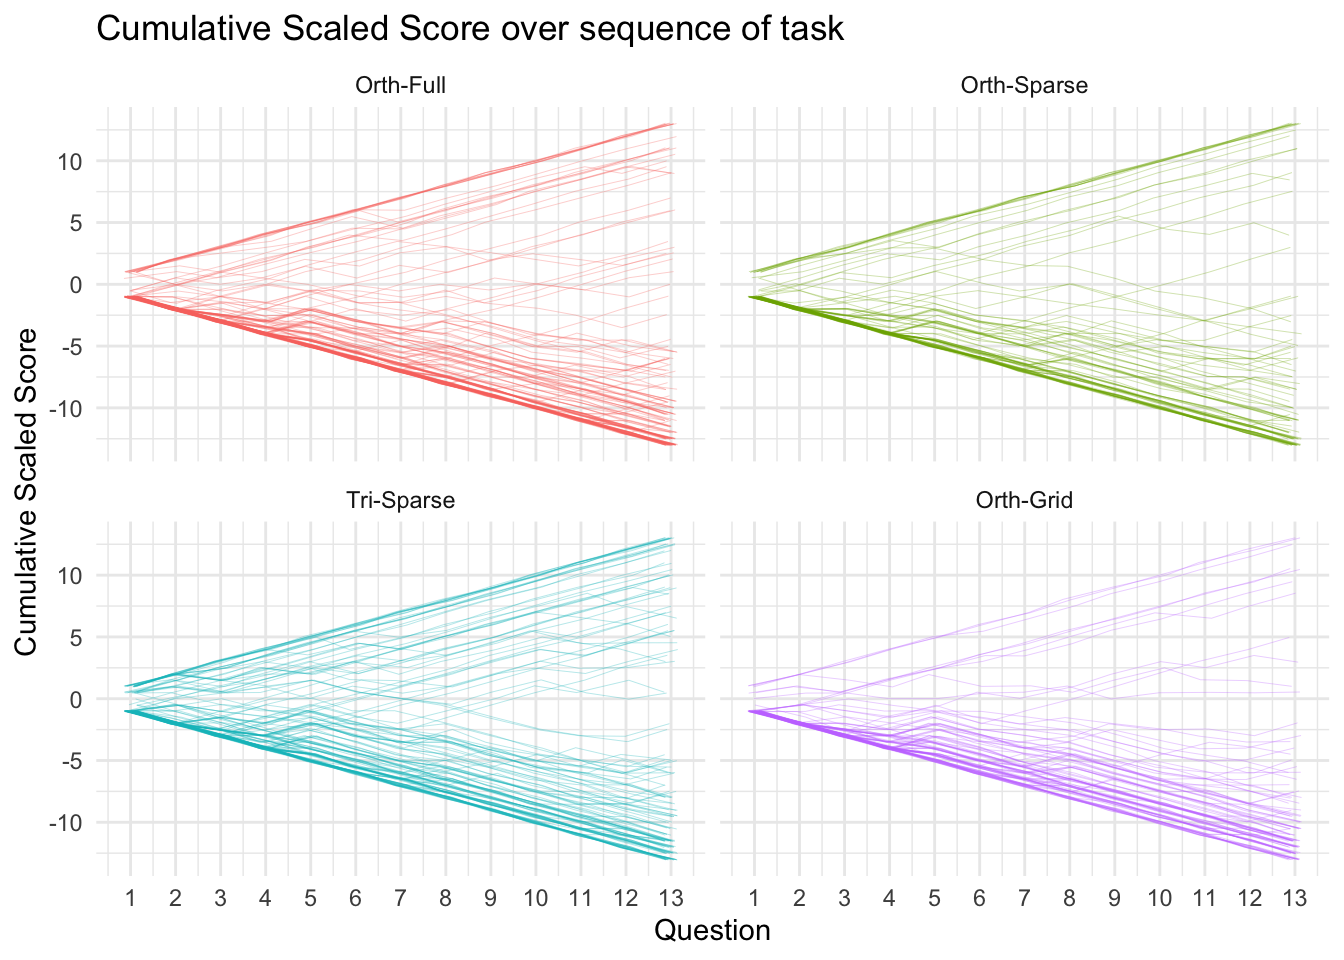 Cumulative Scaled Score over sequence of task
Orth-Full
Orth-Sparse
10
5
0
-5
-10
Cumulative Scaled Score
Tri-Sparse
Orth-Grid
10
5
0
-5
-10
1 2 3 4 5 6 7 8 9 10 11 12 13
1 2 3 4 5 6 7 8 9 10 11 12 13
Question